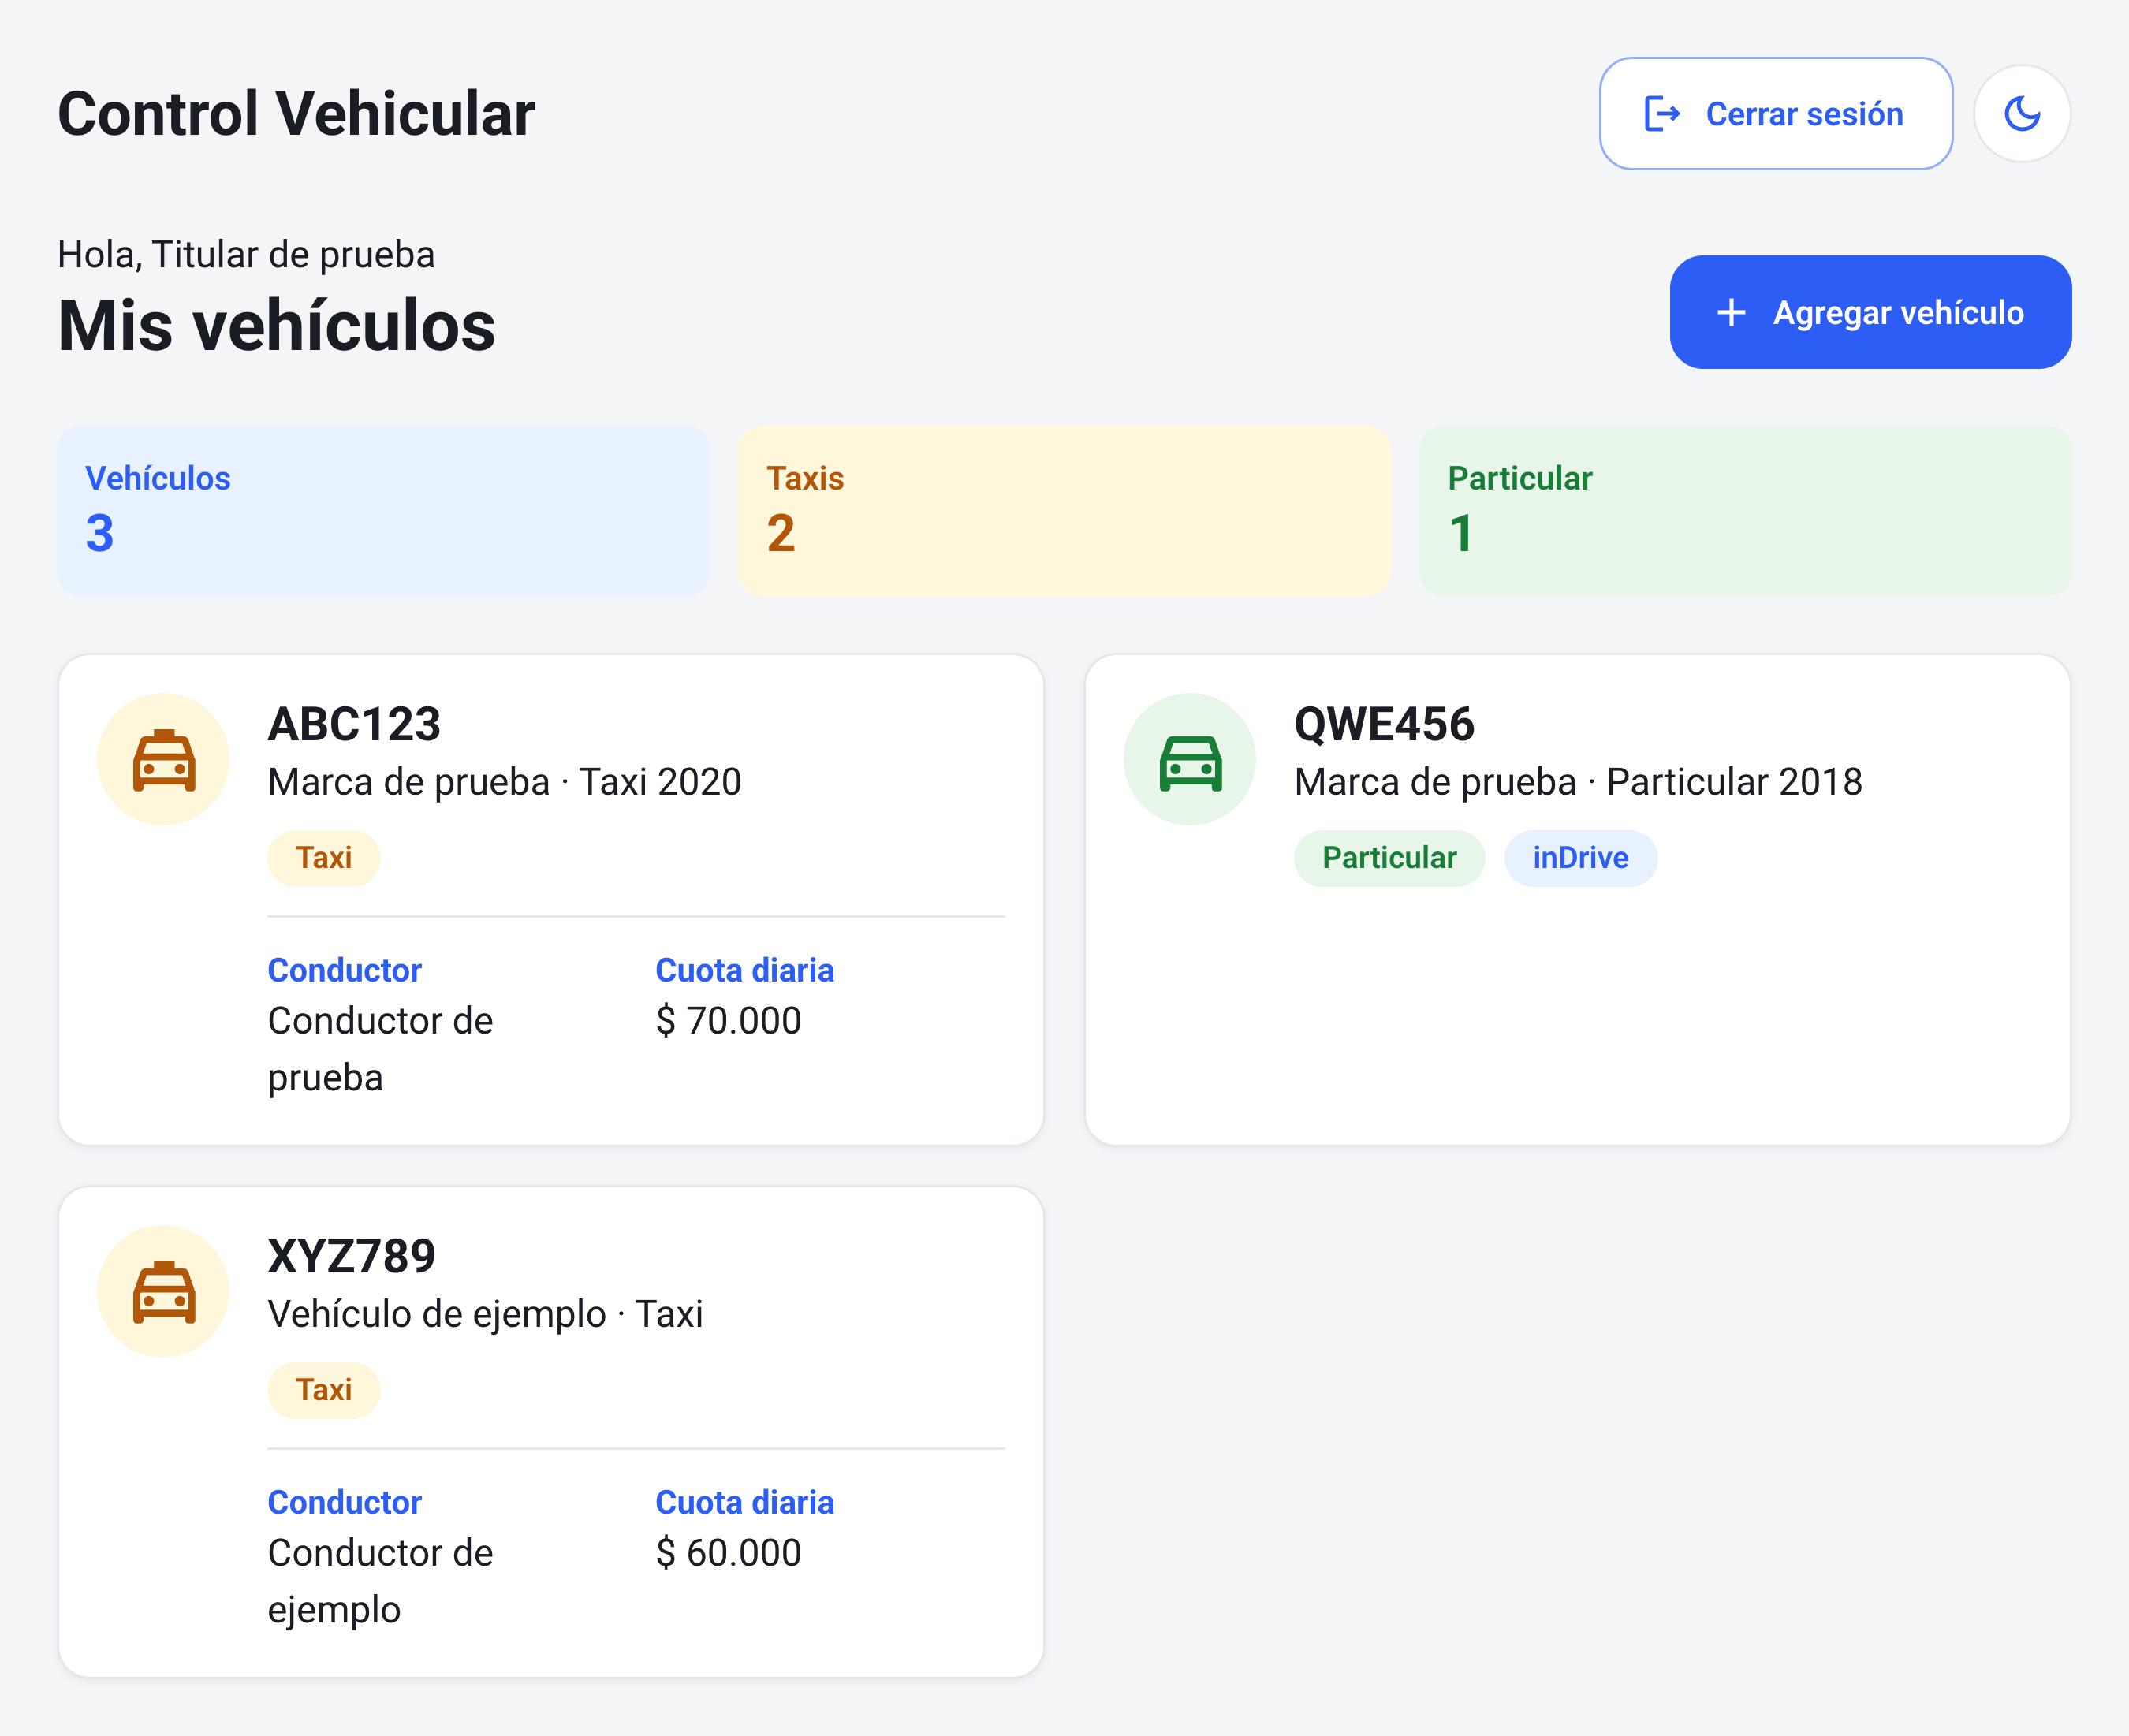 Control Vehicular
Cerrar sesión
Hola, Titular de prueba
Mis vehículos
Agregar vehículo
Vehículos
3
Taxis
2
Particular
1
ABC123
Marca de prueba · Taxi 2020
Taxi
Conductor
Conductor de
prueba
Cuota diaria
$ 70.000
QWE456
Marca de prueba · Particular 2018
Particular
inDrive
XYZ789
Vehículo de ejemplo · Taxi
Taxi
Conductor
Conductor de
ejemplo
Cuota diaria
$ 60.000